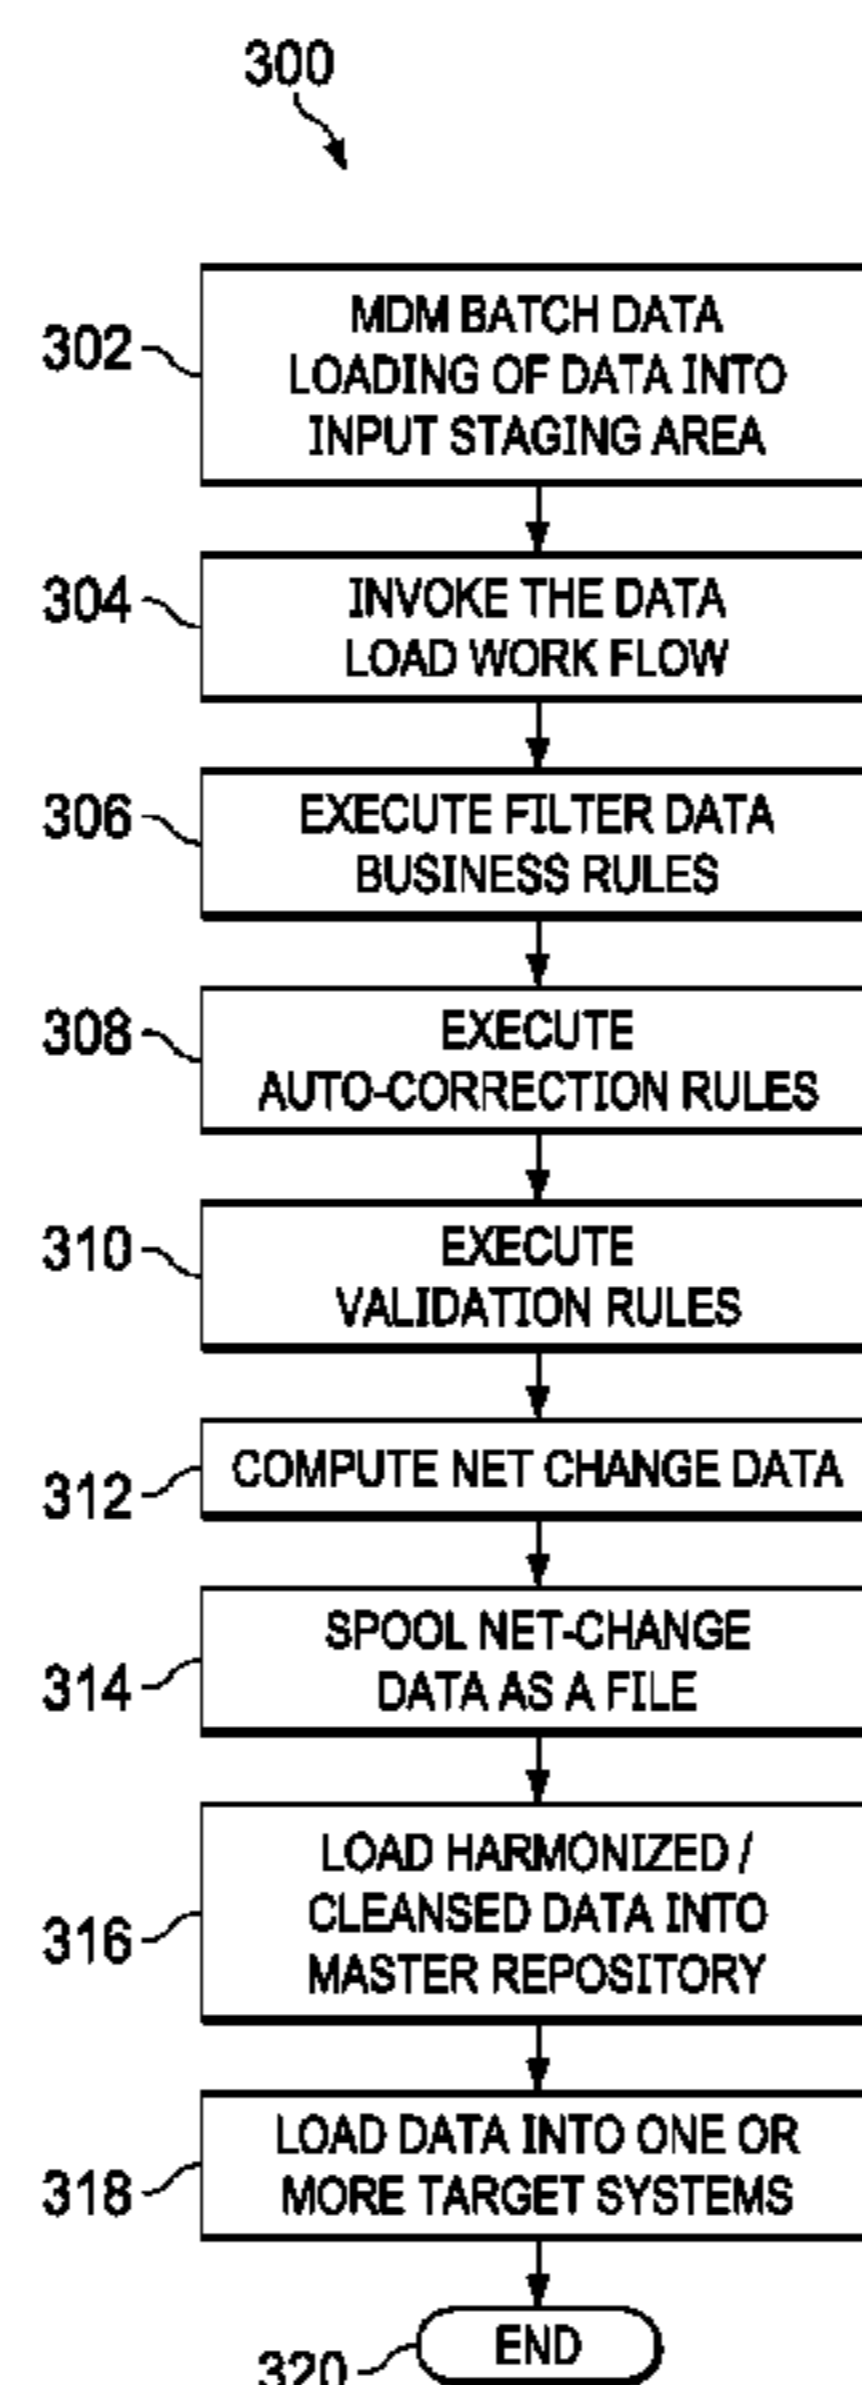 300
302
MDM BATCH DATA
LOADING OF DATA INTO
INPUT STAGING AREA
304
INVOKE THE DATA
LOAD WORK FLOW
306
EXECUTE FILTER DATA
BUSINESS RULES
308
EXECUTE
AUTO-CORRECTION RULES
310
EXECUTE
VALIDATION RULES
312
COMPUTE NET CHANGE DATA
314
SPOOL NET-CHANGE
DATA AS A FILE
316
LOAD HARMONIZED /
CLEANSED DATA INTO
MASTER REPOSITORY
318
LOAD DATA INTO ONE OR
MORE TARGET SYSTEMS
320
END